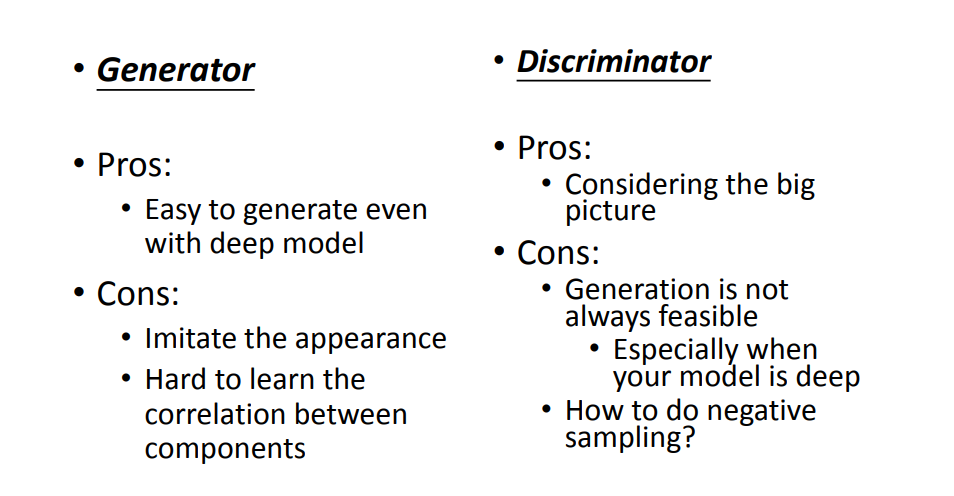 • Generator
• Pros:
• Easy to generate even
with deep model
• Cons:
• Imitate the appearance
• Hard to learn the
correlation between
components
• Discriminator
• Pros:
• Considering the big
picture
• Cons:
• Generation is not
always feasible
• Especially when
your model is deep
• How to do negative
sampling?